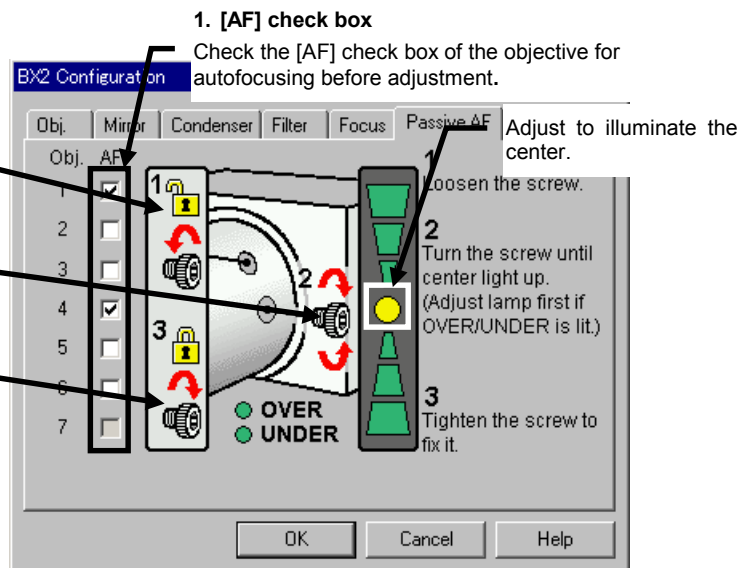 1. [AF] check box
Check the [AF] check box of the objective for
autofocusing before adjustment.
BX2 Configuration
Obj.
Mirror
Condenser
Filter
Focus
Passive AF
Adjust to illuminate the
center.
Obj. AF
1
2
3
4
5
6
7
1
2
3
OVER
UNDER
1
Loosen the screw.
2
Turn the screw until
center light up.
(Adjust lamp first if
OVER/UNDER is lit.)
3
Tighten the screw to
fix it.
OK
Cancel
Help